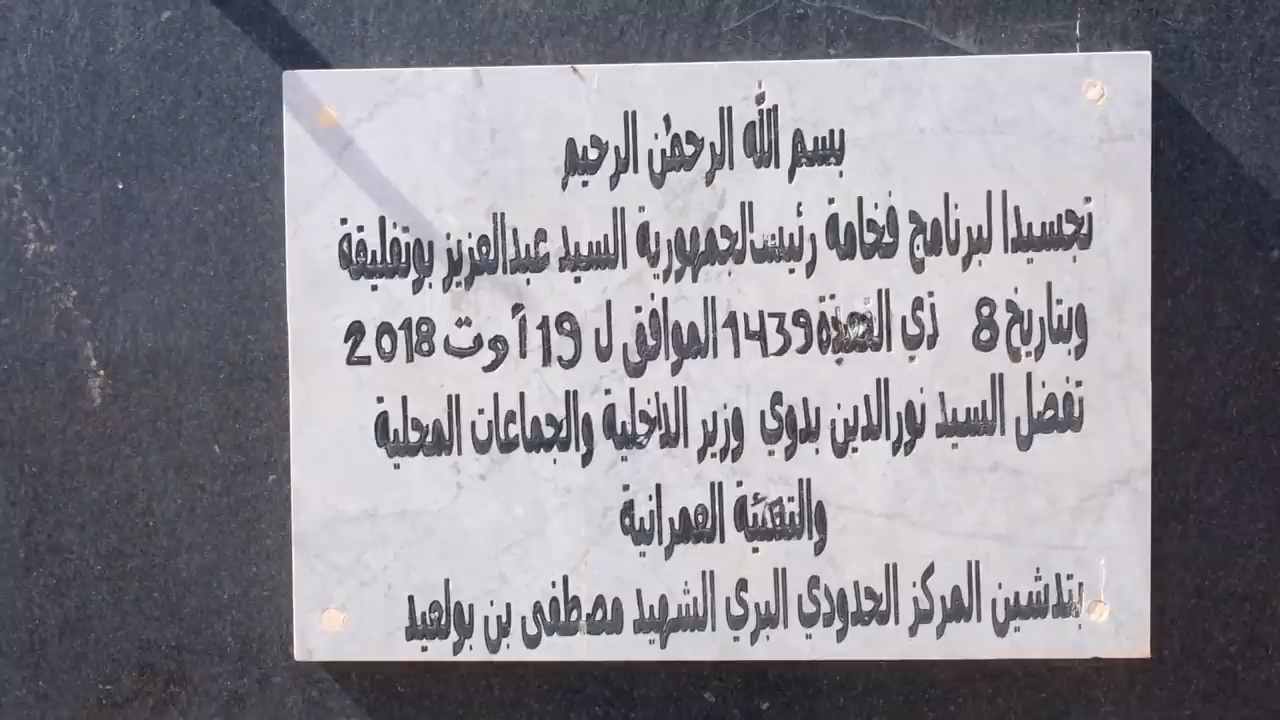 بسم الله الرحمٰن الرحيم
تجسيدا لبرنامج فخامة رئيس الجمهورية السيد عبدالعزيز بوتفليقة
وبتاريخ 8 ذي القعدة 1439 الموافق ل 19 أوت 2018
تفضل السيد نورالدين بدوي وزير الداخلية والجماعات المحلية
والتهيئة العمرانية
بتدشين المركز الحدودي البري الشهيد مصطفى بن بولعيد